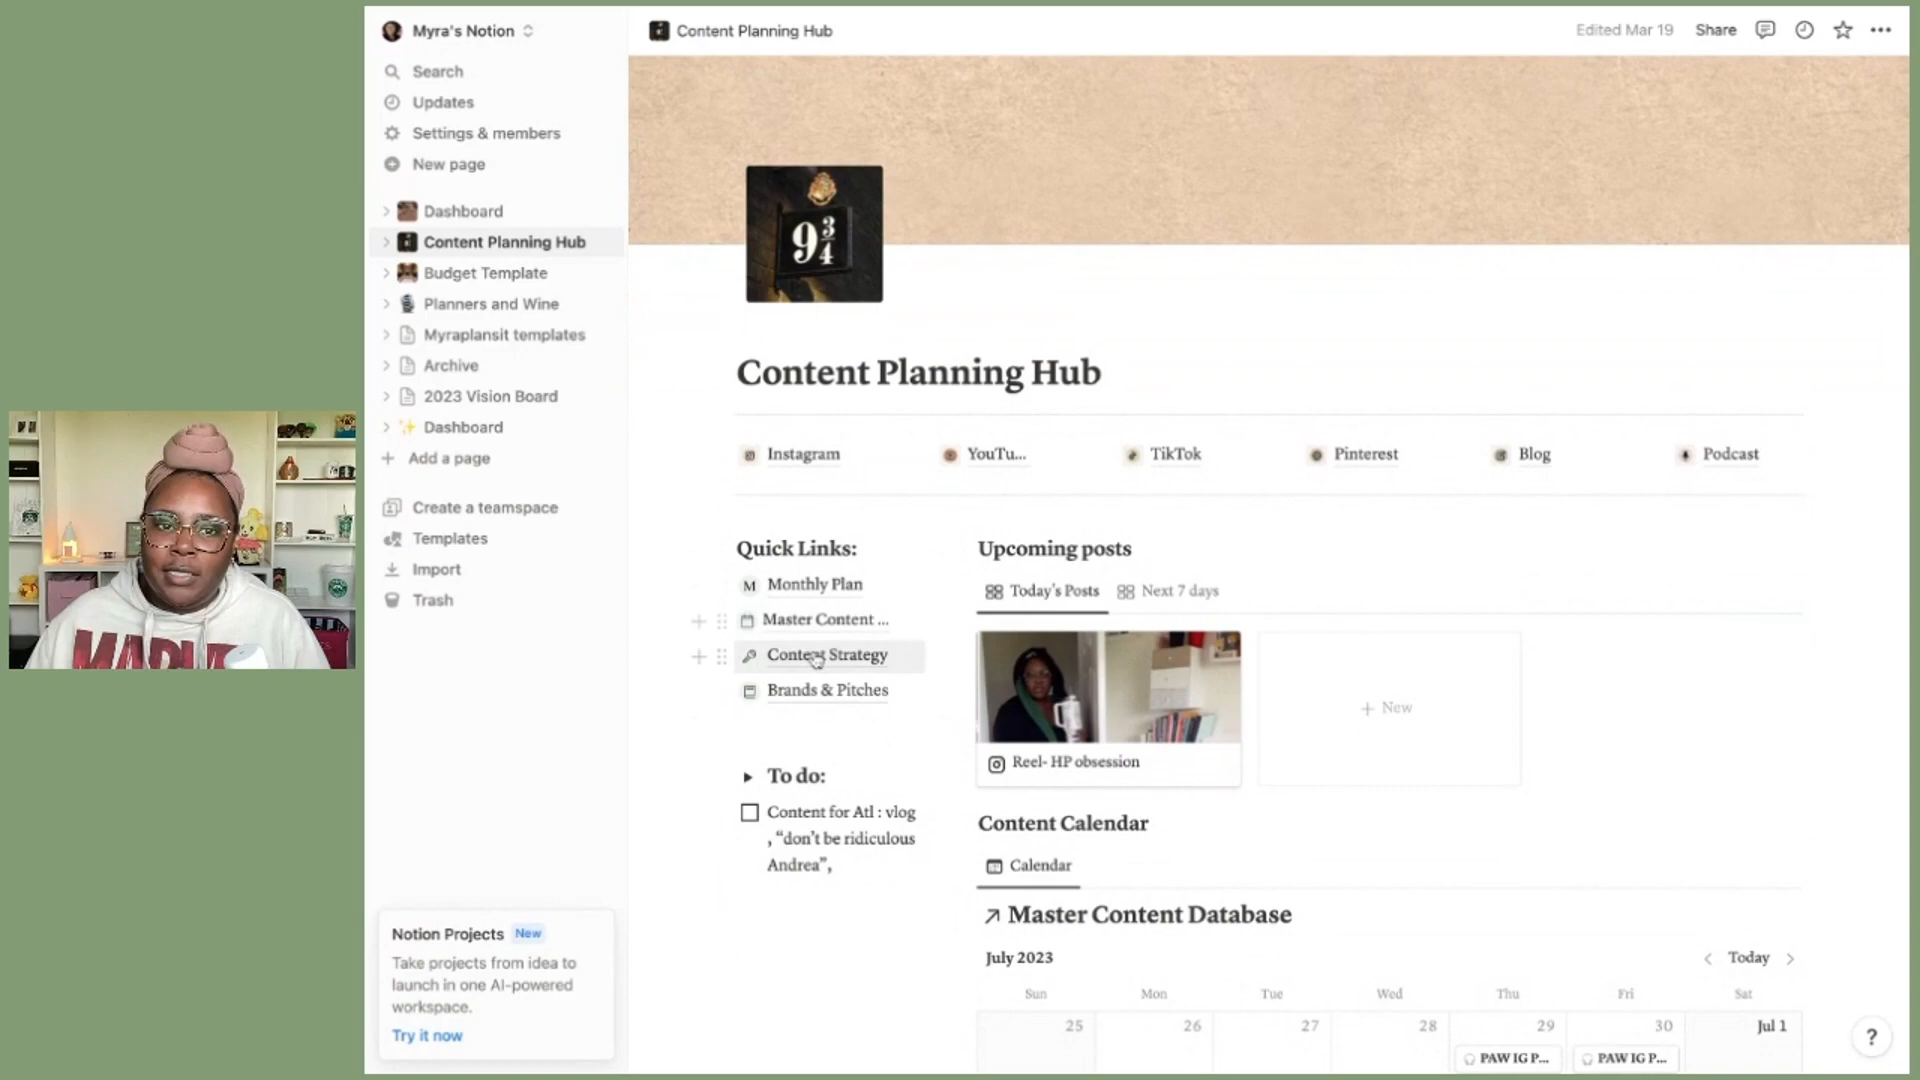 Myra's Notion
Search
Updates
Settings & members
New page
Dashboard
Content Planning Hub
Budget Template
Planners and Wine
Myraplansit templates
Archive
2023 Vision Board
Dashboard
Add a page
Create a teamspace
Templates
Import
Trash
Notion Projects New
Take projects from idea to
launch in one AI-powered
workspace.
Try it now
Content Planning Hub
Edited Mar 19 Share
9 3/4
Content Planning Hub
Instagram YouTu... TikTok Pinterest Blog Podcast
Quick Links:
M Monthly Plan
Master Content ...
Content Strategy
Brands & Pitches
To do:
Content for Atl : vlog
, “don’t be ridiculous
Andrea”,
Upcoming posts
Today's Posts Next 7 days
Reel- HP obsession
+ New
Content Calendar
Calendar
↗ Master Content Database
July 2023 Today
Sun Mon Tue Wed Thu Fri Sat
25 26 27 28 29 30 Jul 1
PAW IG P... PAW IG P...
?